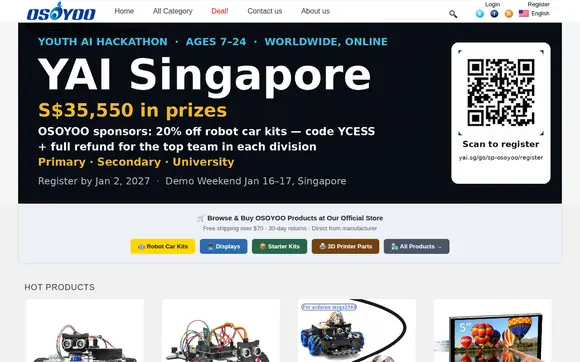 OSOYOO
Home
All Category
Deal!
Contact us
About us
Login
Register
English
YOUTH AI HACKATHON · AGES 7–24 · WORLDWIDE, ONLINE
YAI Singapore
S$35,550 in prizes
OSOYOO sponsors: 20% off robot car kits — code YCESS
+ full refund for the top team in each division
Primary · Secondary · University
Register by Jan 2, 2027 · Demo Weekend Jan 16–17, Singapore
Scan to register
yai.sg/go/sp-osoyoo/register
🛒 Browse & Buy OSOYOO Products at Our Official Store
Free shipping over $70 · 30-day returns · Direct from manufacturer
Robot Car Kits
Displays
Starter Kits
3D Printer Parts
All Products →
HOT PRODUCTS
For arduino mega2560
5"